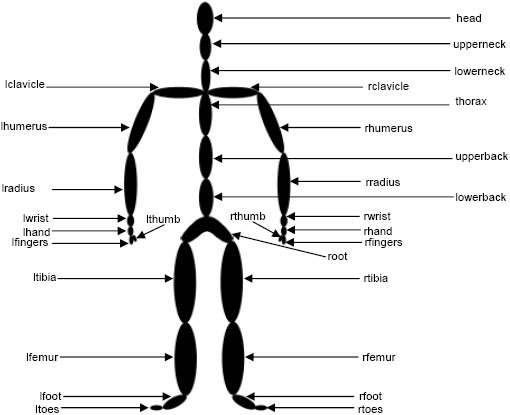 head
upperneck
lowerneck
lclavicle
rclavicle
thorax
lhumerus
rhumerus
upperback
lradius
rradius
lowerback
lwrist
lthumb
rthumb
rwrist
lhand
rhand
lfingers
rfingers
root
ltibia
rtibia
lfemur
rfemur
lfoot
rfoot
ltoes
rtoes